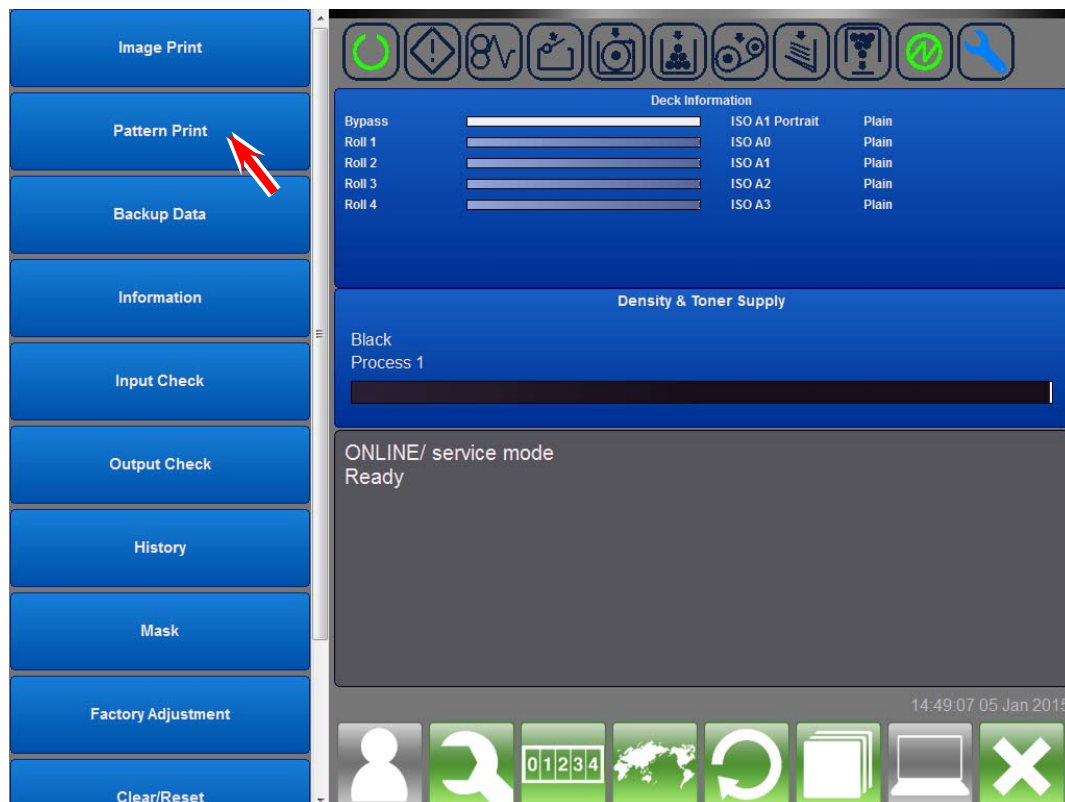 Image Print
Pattern Print
Backup Data
Information
Input Check
Output Check
History
Mask
Factory Adjustment
Clear/Reset
Deck Information
Bypass ISO A1 Portrait Plain
Roll 1 ISO A0 Plain
Roll 2 ISO A1 Plain
Roll 3 ISO A2 Plain
Roll 4 ISO A3 Plain
Density & Toner Supply
Black
Process 1
ONLINE/ service mode
Ready
14:49:07 05 Jan 2015
01234